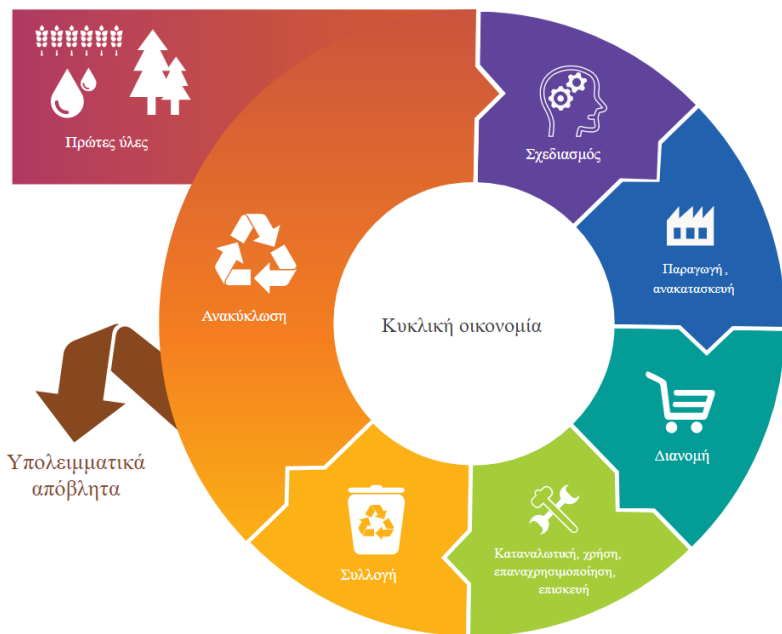 Πρώτες ύλες
Σχεδιασμός
Παραγωγή ,
ανακατασκευή
Διανομή
Καταναλωτική, χρήση,
επαναχρησιμοποίηση,
επισκευή
Συλλογή
Ανακύκλωση
Υπολειμματικά
απόβλητα
Κυκλική οικονομία